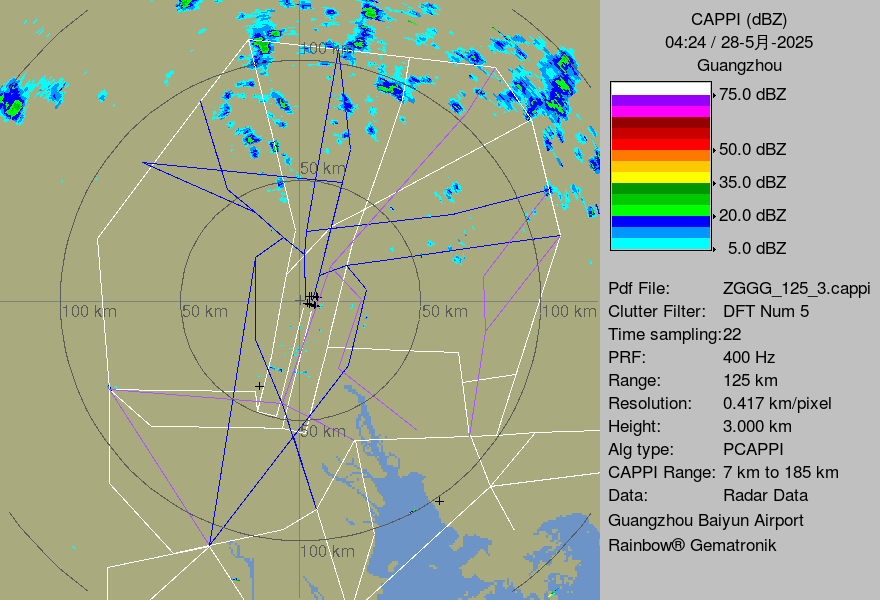 CAPPI (dBZ)
04:24 / 28-5月-2025
Guangzhou
75.0 dBZ
50.0 dBZ
35.0 dBZ
20.0 dBZ
5.0 dBZ
100 km
50 km
100 km
50 km
50 km
100 km
50 km
100 km
Pdf File: ZGGG_125_3.cappi
Clutter Filter: DFT Num 5
Time sampling:22
PRF: 400 Hz
Range: 125 km
Resolution: 0.417 km/pixel
Height: 3.000 km
Alg type: PCAPPI
CAPPI Range: 7 km to 185 km
Data: Radar Data
Guangzhou Baiyun Airport
Rainbow® Gematronik